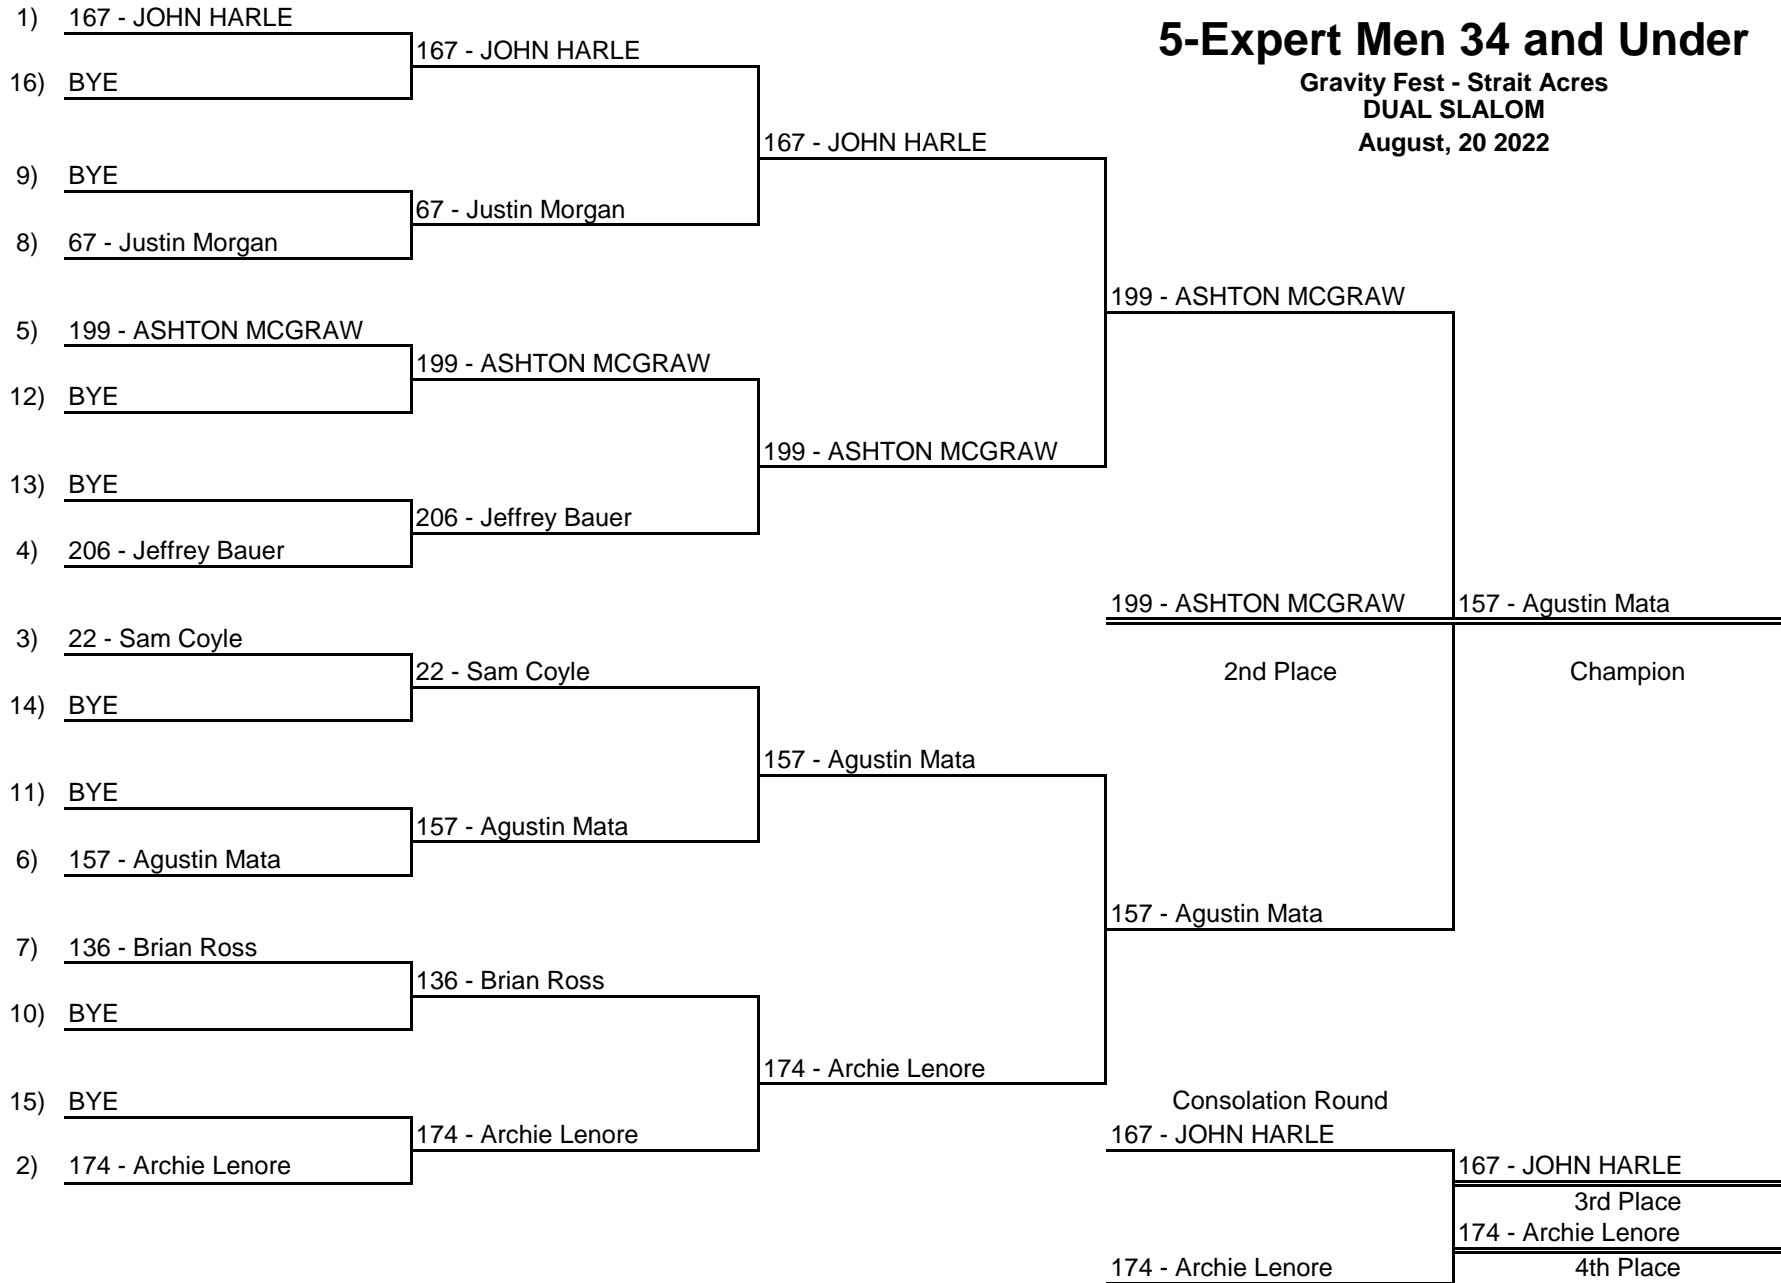 5-Expert Men 34 and Under
Gravity Fest - Strait Acres
DUAL SLALOM
August, 20 2022
1) 167 - JOHN HARLE
16) BYE
9) BYE
8) 67 - Justin Morgan
5) 199 - ASHTON MCGRAW
12) BYE
13) BYE
4) 206 - Jeffrey Bauer
3) 22 - Sam Coyle
14) BYE
11) BYE
6) 157 - Agustin Mata
7) 136 - Brian Ross
10) BYE
15) BYE
2) 174 - Archie Lenore
167 - JOHN HARLE
67 - Justin Morgan
199 - ASHTON MCGRAW
206 - Jeffrey Bauer
22 - Sam Coyle
157 - Agustin Mata
136 - Brian Ross
174 - Archie Lenore
167 - JOHN HARLE
199 - ASHTON MCGRAW
157 - Agustin Mata
174 - Archie Lenore
199 - ASHTON MCGRAW
157 - Agustin Mata
199 - ASHTON MCGRAW
2nd Place
157 - Agustin Mata
Champion
Consolation Round
167 - JOHN HARLE
174 - Archie Lenore
167 - JOHN HARLE
3rd Place
174 - Archie Lenore
4th Place